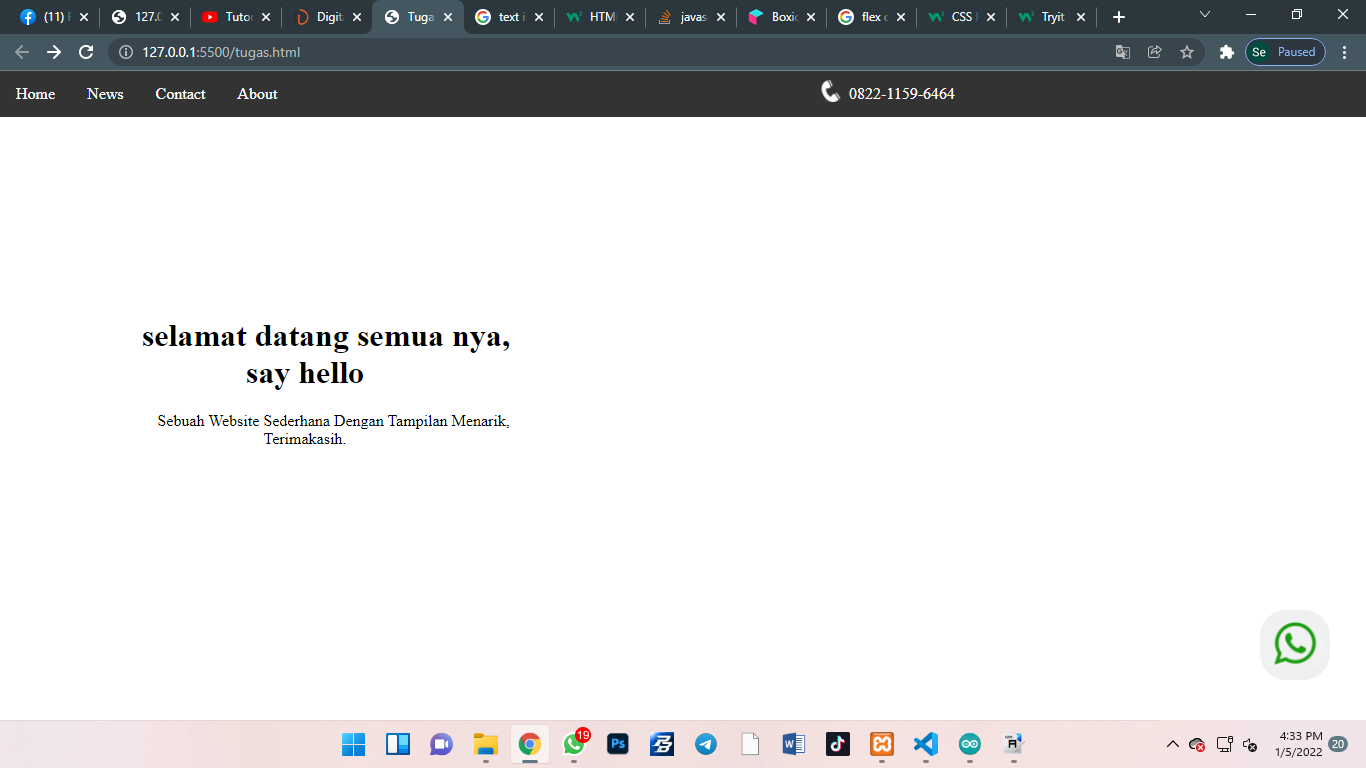 (11) F
127.0
Tuto
Digit
Tuga
text i
HTM
javas
Boxic
flex c
CSS
Tryit
127.0.0.1:5500/tugas.html
Se Paused
Home News Contact About 0822-1159-6464
selamat datang semua nya,
say hello
Sebuah Website Sederhana Dengan Tampilan Menarik,
Terimakasih.
19
Ps
4:33 PM
1/5/2022
20